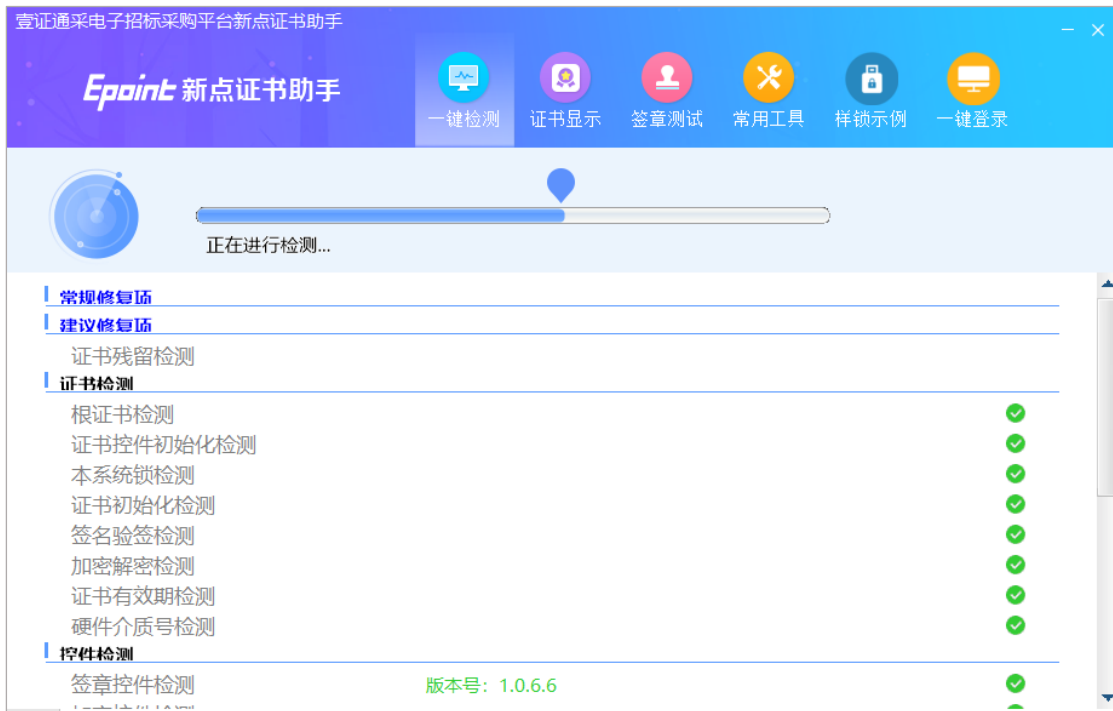 壹证通采电子招标采购平台新点证书助手
Epoint 新点证书助手
一键检测 证书显示 签章测试 常用工具 样锁示例 一键登录
正在进行检测...
常规修复项
建议修复项
证书残留检测
证书检测
根证书检测
证书控件初始化检测
本系统锁检测
证书初始化检测
签名验签检测
加密解密检测
证书有效期检测
硬件介质号检测
控件检测
签章控件检测 版本号：1.0.6.6